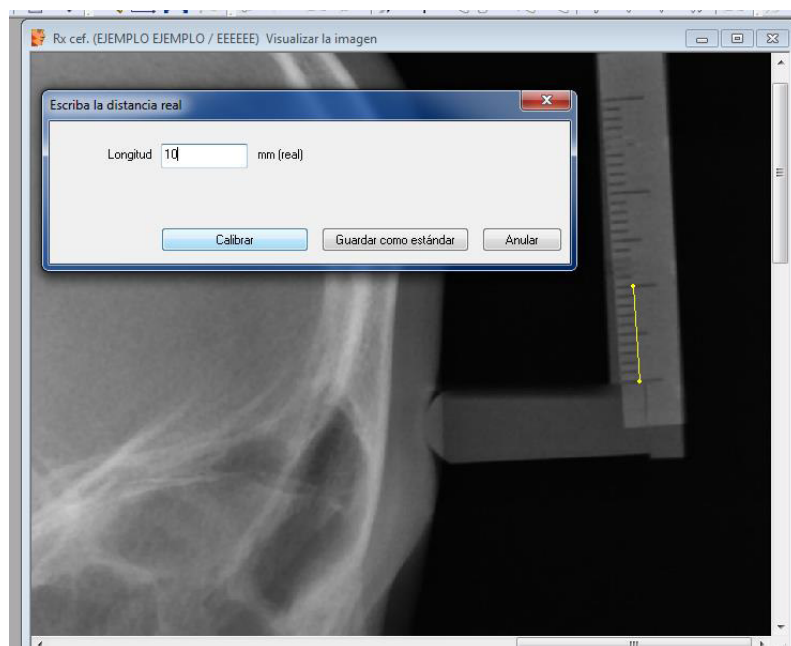 Rx cef. (EJEMPLO EJEMPLO / EEEEEE) Visualizar la imagen
Escriba la distancia real
Longitud 10 mm (real)
Calibrar Guardar como estándar Anular